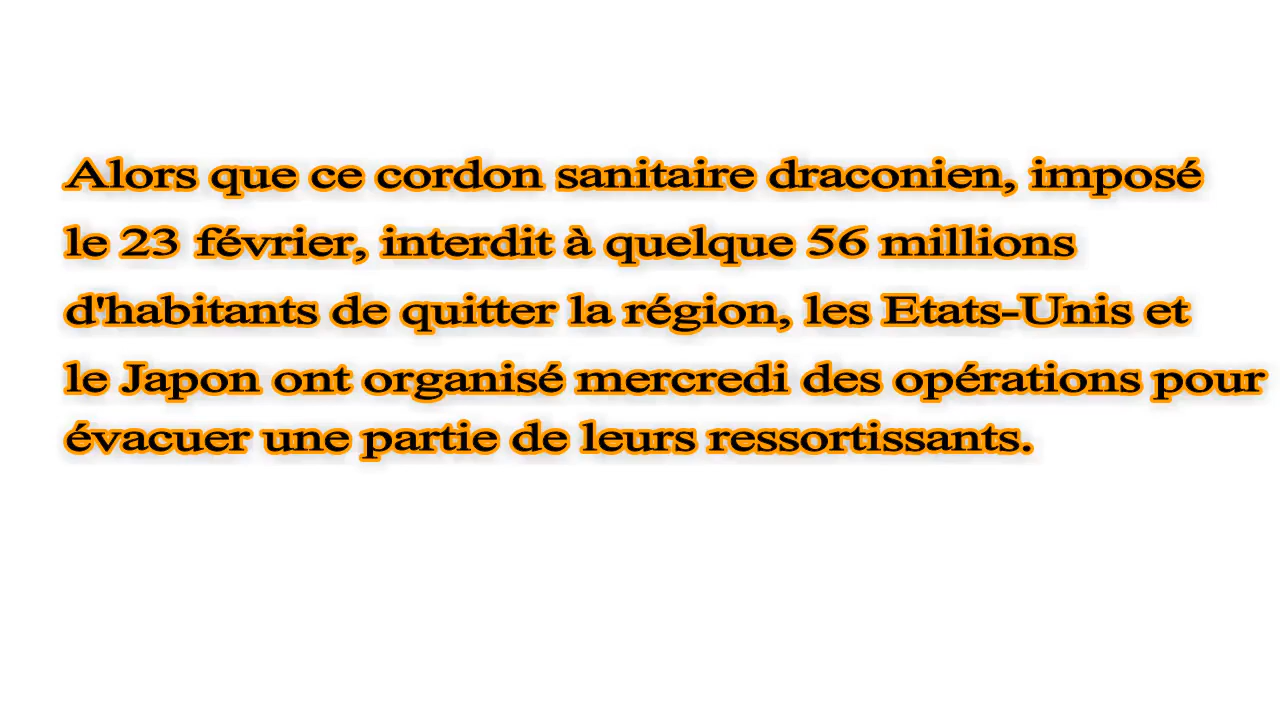 Alors que ce cordon sanitaire draconien, imposé
le 23 février, interdit à quelque 56 millions
d'habitants de quitter la région, les Etats-Unis et
le Japon ont organisé mercredi des opérations pour
évacuer une partie de leurs ressortissants.